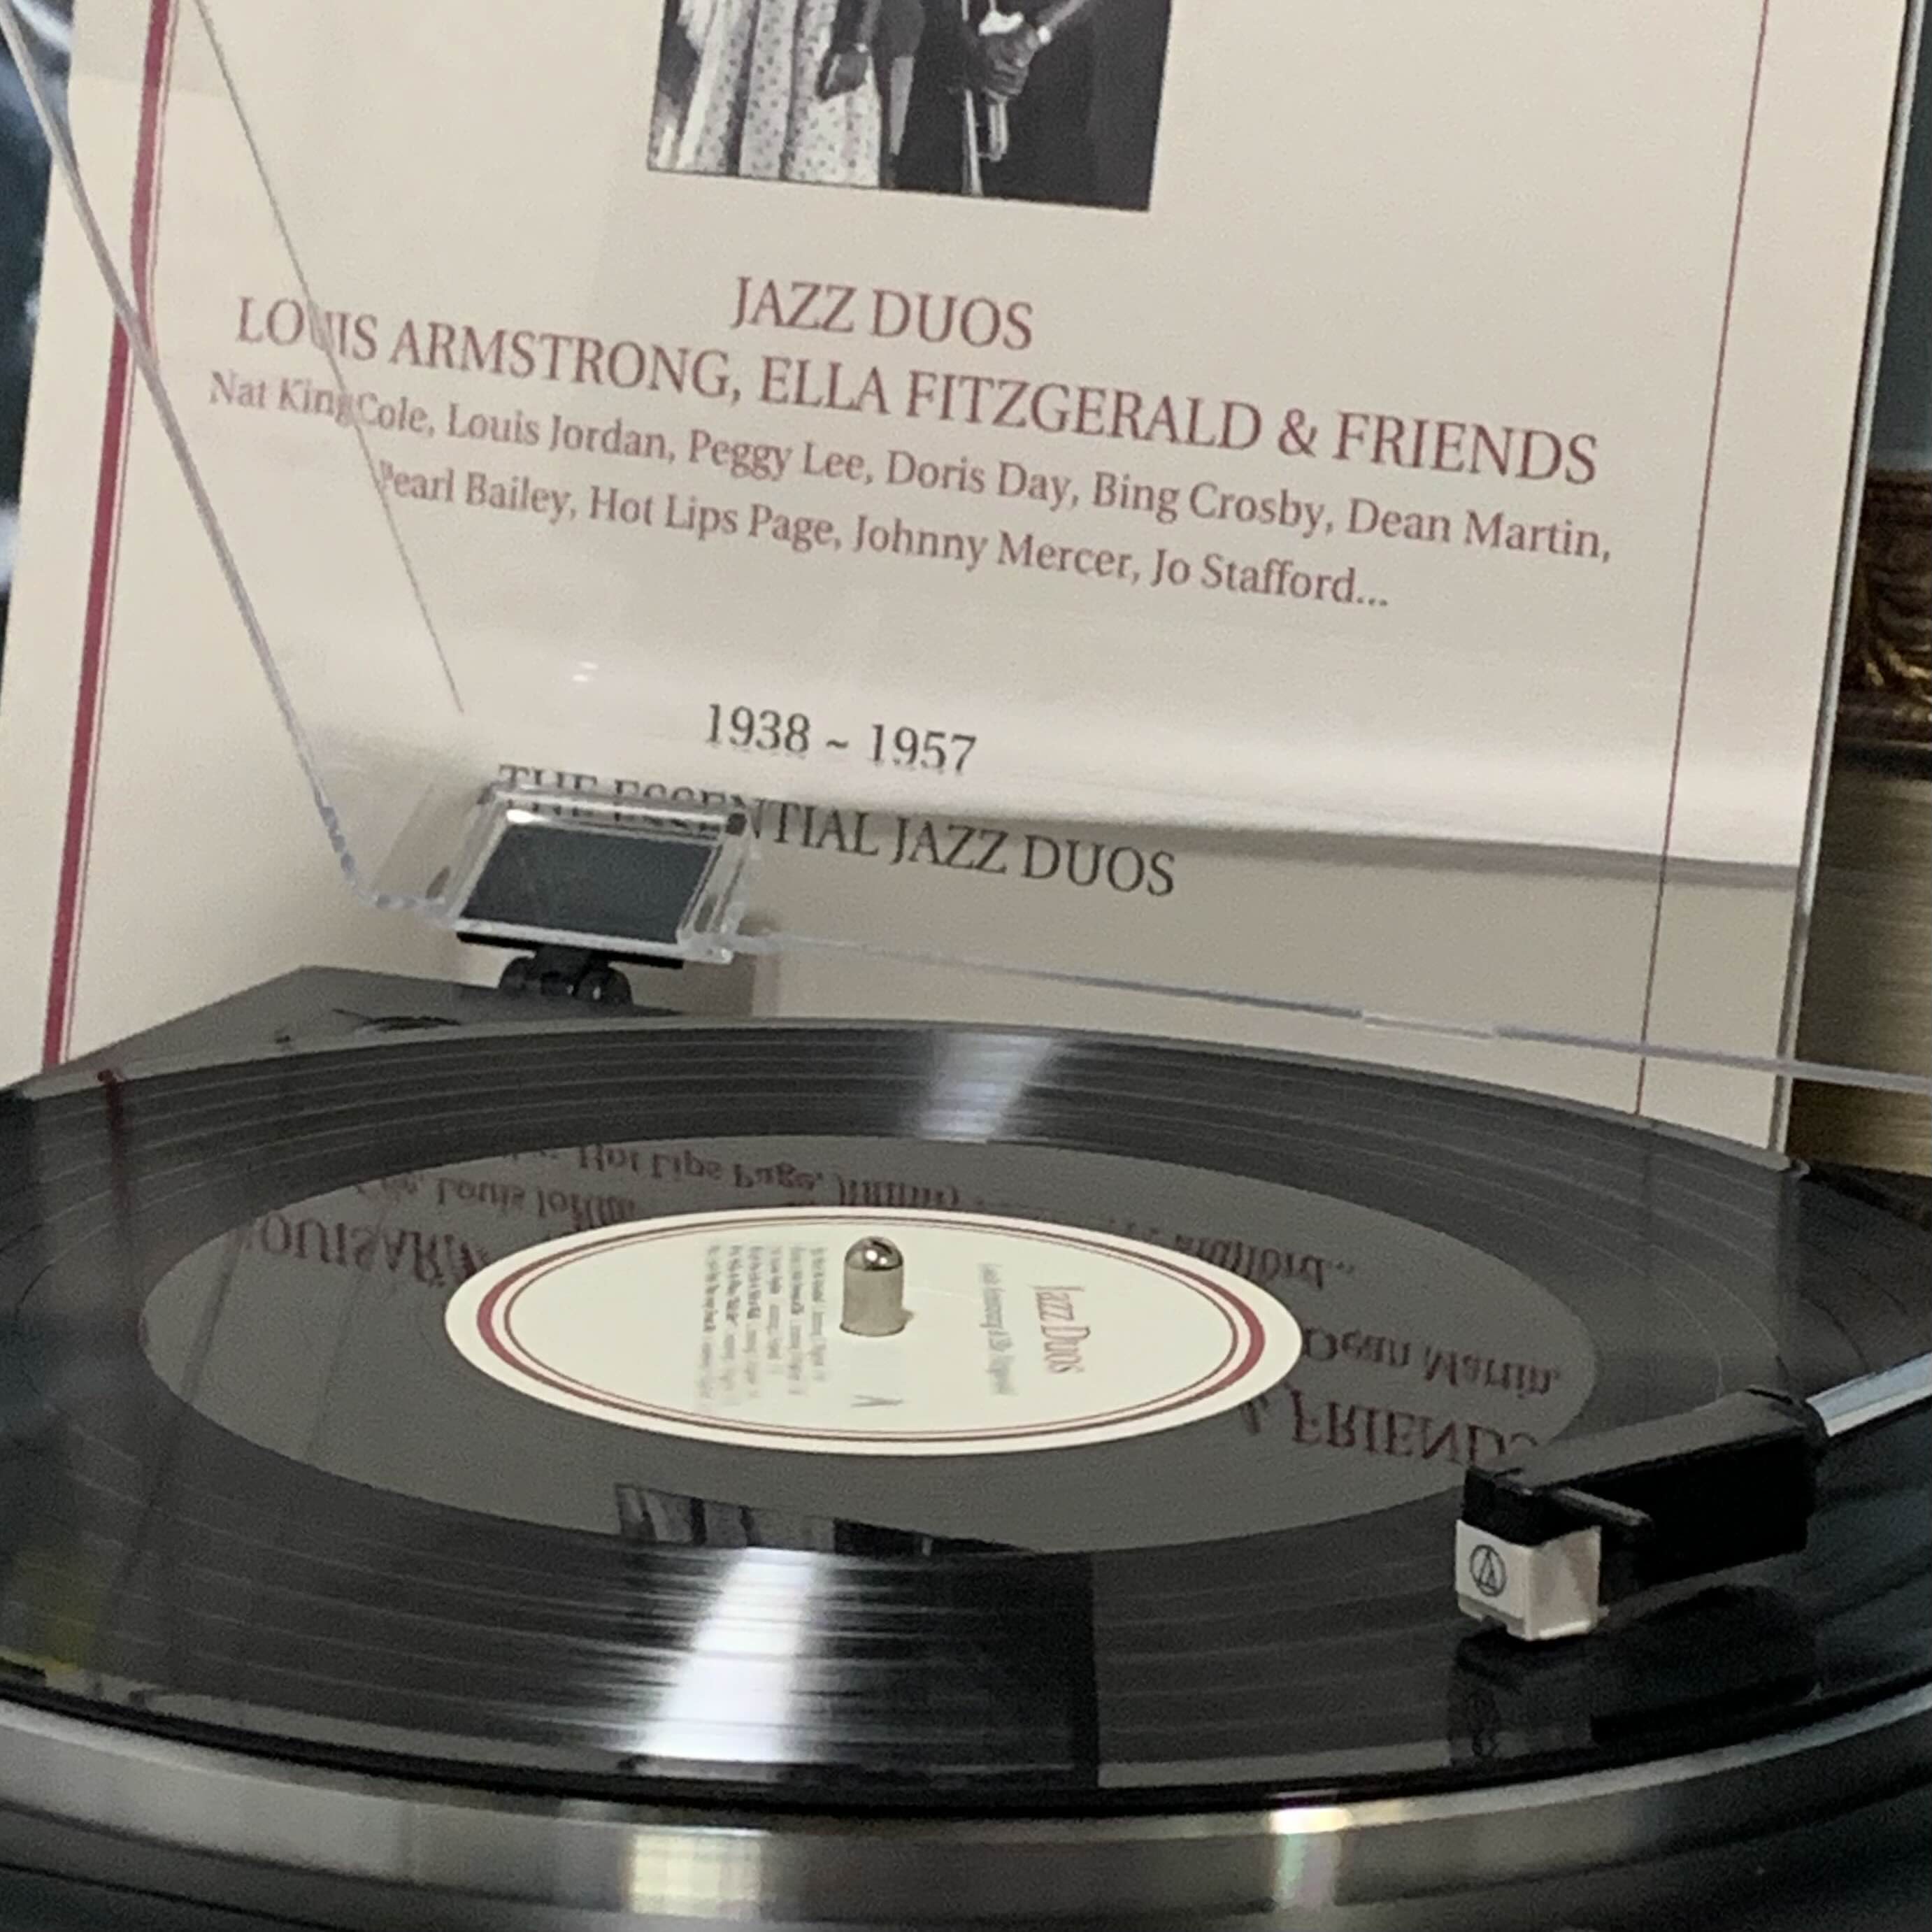 JAZZ DUOS
LOUIS ARMSTRONG, ELLA FITZGERALD & FRIENDS
Nat King Cole, Louis Jordan, Peggy Lee, Doris Day, Bing Crosby, Dean Martin,
Pearl Bailey, Hot Lips Page, Johnny Mercer, Jo Stafford...
1938 ~ 1957
THE ESSENTIAL JAZZ DUOS
Jazz Duos
A